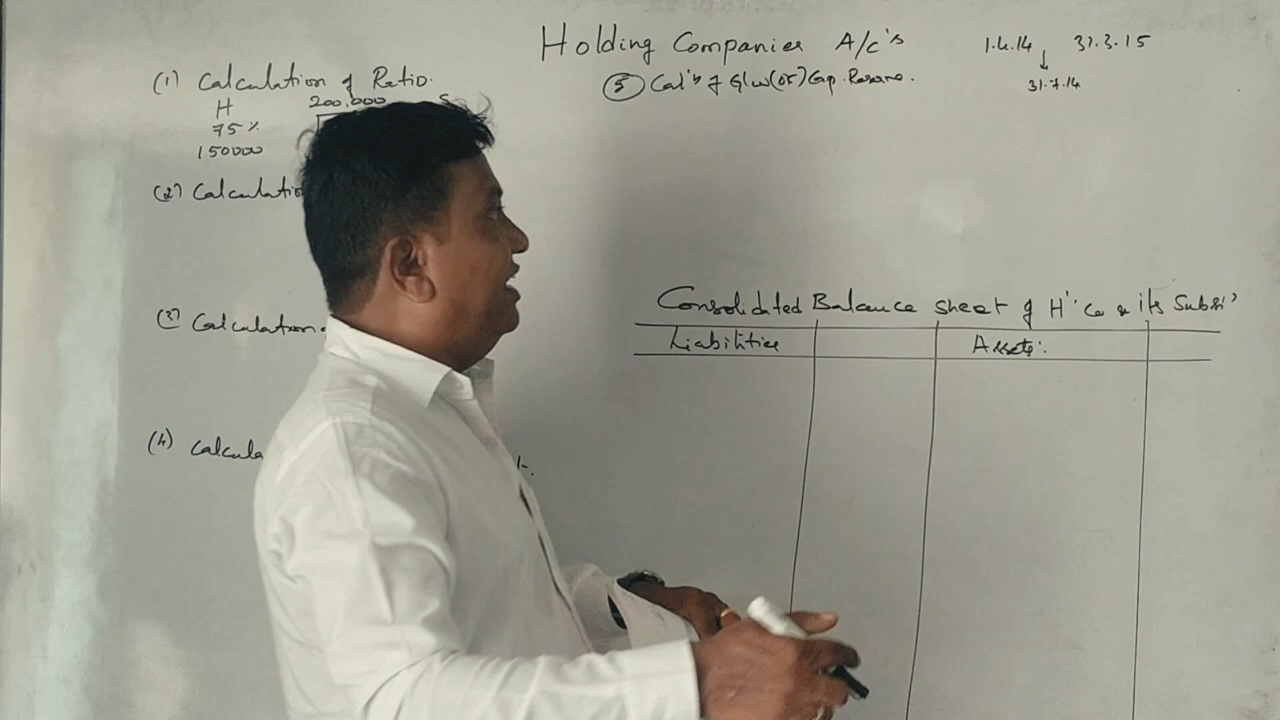 Holding Companies A/c's
1.4.14 31.3.15
31.7.14
(1) Calculation of Ratio.
H 200,000 S
75%
150000
(2) Calculatio
(3) Calculation
(4) Calcula
(5) Cal'n of G/w (or) Cap. Reserve.
Consolidated Balance Sheet of H' Co & its Subsi'
Liabilities Assets: